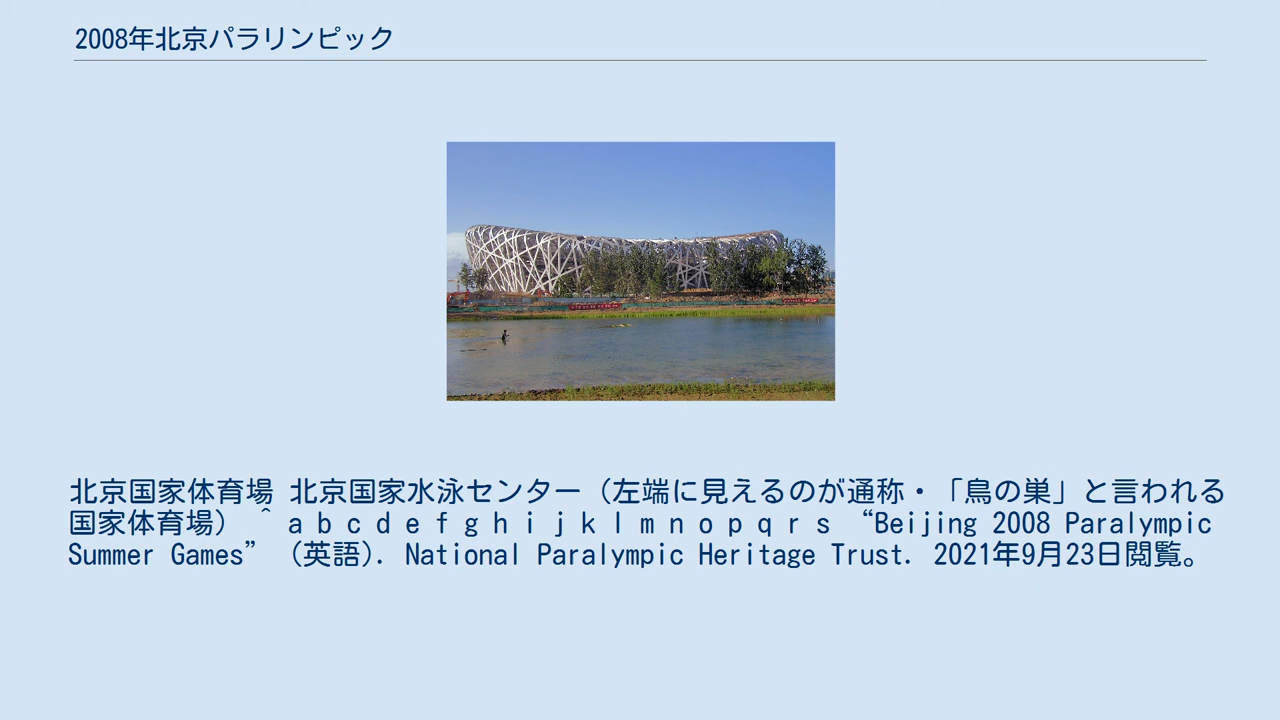 2008年北京パラリンピック
北京国家体育場 北京国家水泳センター（左端に見えるのが通称・「鳥の巣」と言われる
国家体育場） ^ a b c d e f g h i j k l m n o p q r s “Beijing 2008 Paralympic
Summer Games” （英語）. National Paralympic Heritage Trust. 2021年9月23日閲覧。